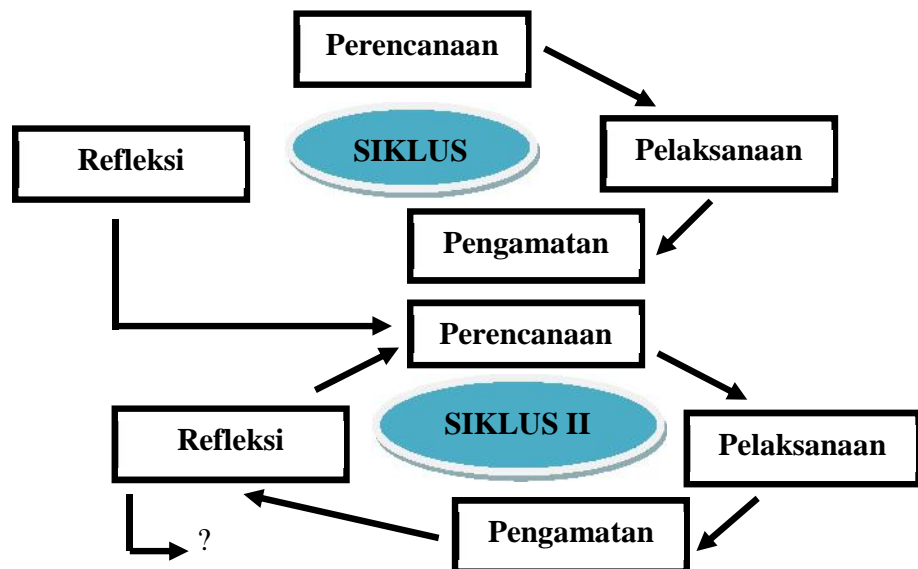 Perencanaan
SIKLUS
Refleksi
Pelaksanaan
Pengamatan
Perencanaan
SIKLUS II
Refleksi
Pelaksanaan
Pengamatan
?